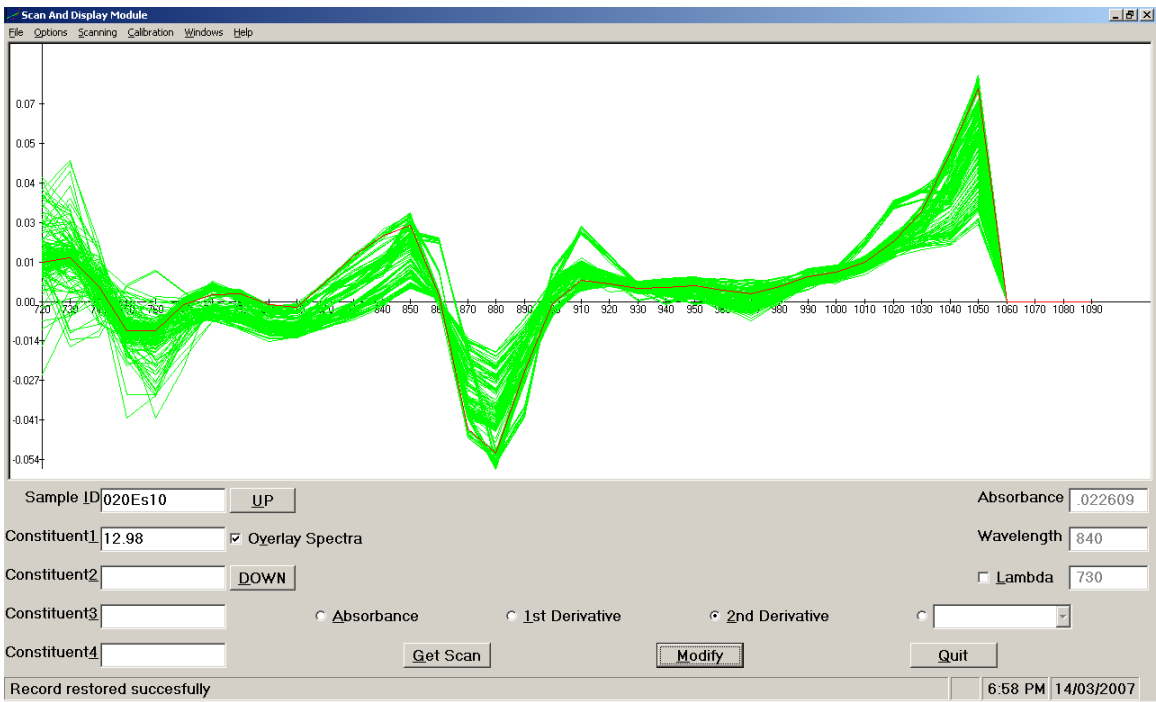 Scan And Display Module
File Options Scanning Calibration Windows Help
0.07
0.05
0.04
0.03
0.01
0.00
720 730 750 840 850 870 880 890 910 920 930 940 950 980 990 1000 1010 1020 1030 1040 1050 1060 1070 1080 1090
-0.014
-0.027
-0.041
-0.054
Sample ID 020Es10 UP Absorbance .022609
Constituent1 12.98 Overlay Spectra Wavelength 840
Constituent2 DOWN Lambda 730
Constituent3 Absorbance 1st Derivative 2nd Derivative
Constituent4 Get Scan Modify Quit
Record restored succesfully 6:58 PM 14/03/2007